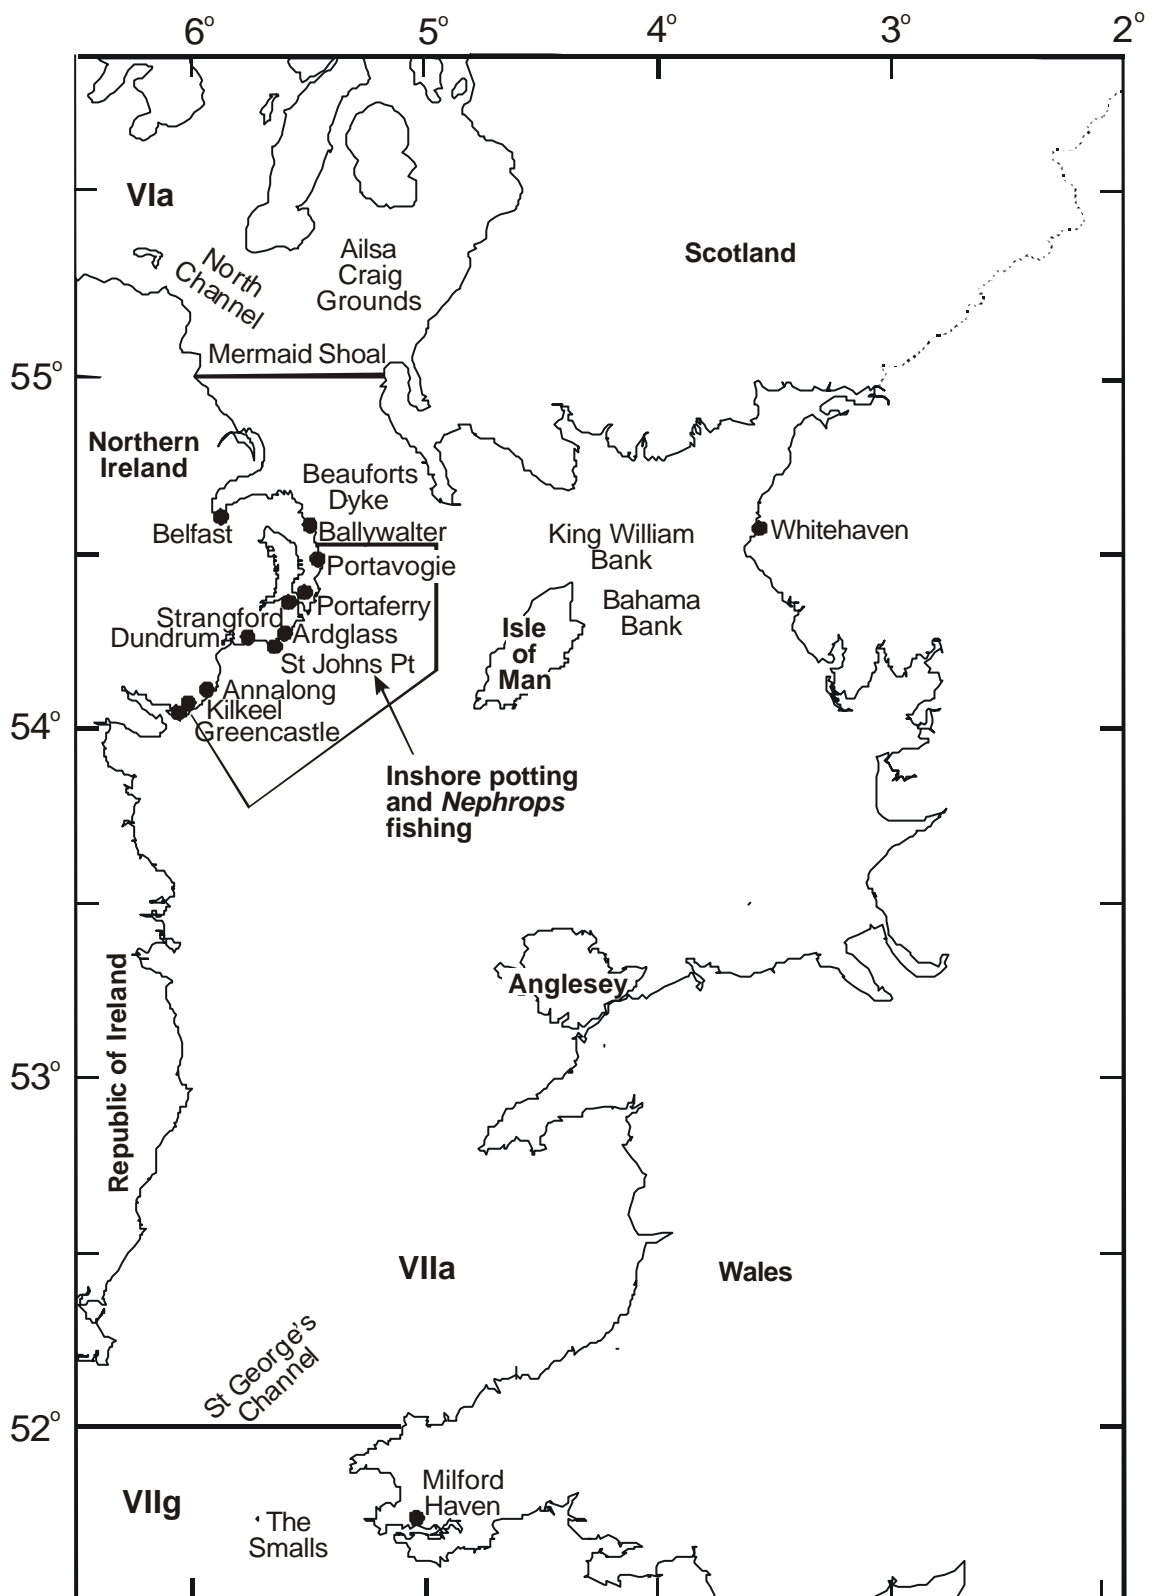 6° 5° 4° 3° 2°
VIa
North
Channel
Ailsa
Craig
Grounds
Scotland
Mermaid Shoal
55°
Northern
Ireland
Beauforts
Dyke
Belfast
Ballywalter
King William
Bank
Whitehaven
Portavogie
Bahama
Bank
Portaferry
Strangford
Ardglass
Dundrum
Isle
of
Man
St Johns Pt
Annalong
Kilkeel
Greencastle
54°
Inshore potting
and Nephrops
fishing
Republic of Ireland
Anglesey
53°
VIIa
Wales
St George's
Channel
52°
VIIg
Milford
Haven
The
Smalls